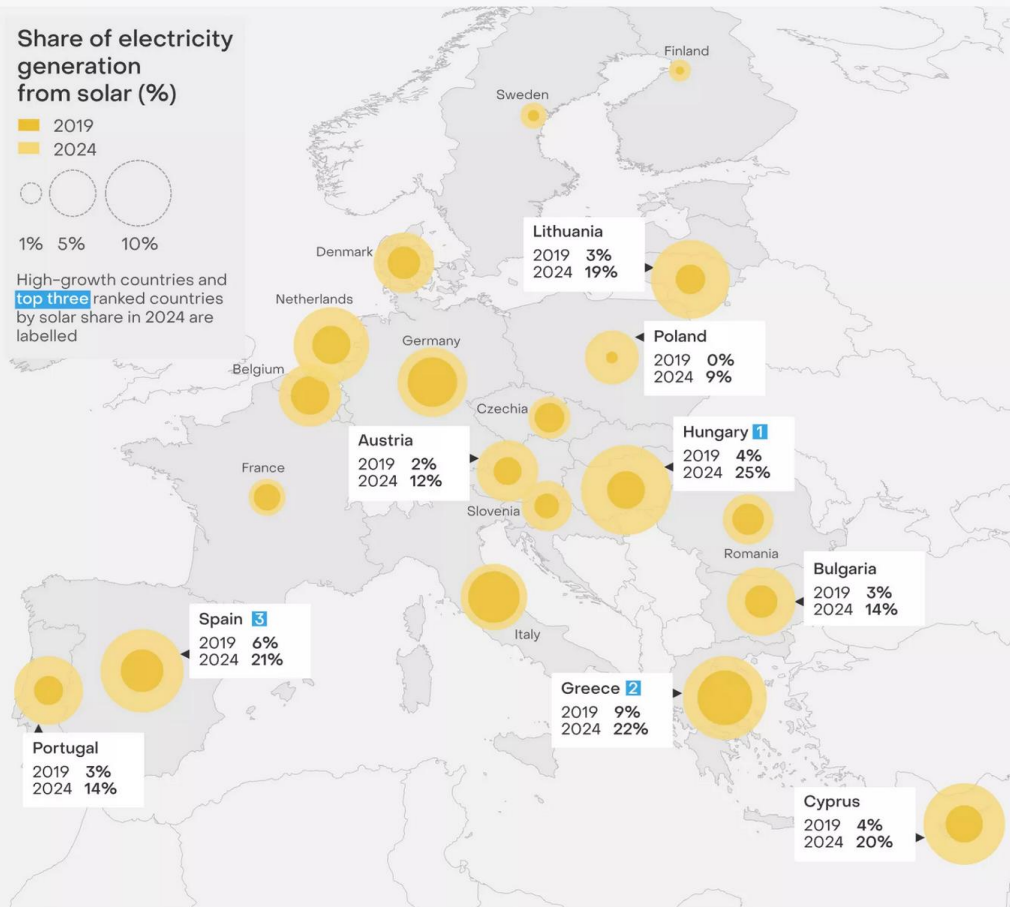 Share of electricity
generation
from solar (%)
2019
2024
1% 5% 10%
High-growth countries and
top three ranked countries
by solar share in 2024 are
labelled
Finland
Sweden
Denmark
Lithuania
2019 3%
2024 19%
Netherlands
Germany
Poland
2019 0%
2024 9%
Belgium
Czechia
Austria
2019 2%
2024 12%
Hungary 1
2019 4%
2024 25%
France
Slovenia
Romania
Bulgaria
2019 3%
2024 14%
Spain 3
2019 6%
2024 21%
Italy
Greece 2
2019 9%
2024 22%
Portugal
2019 3%
2024 14%
Cyprus
2019 4%
2024 20%